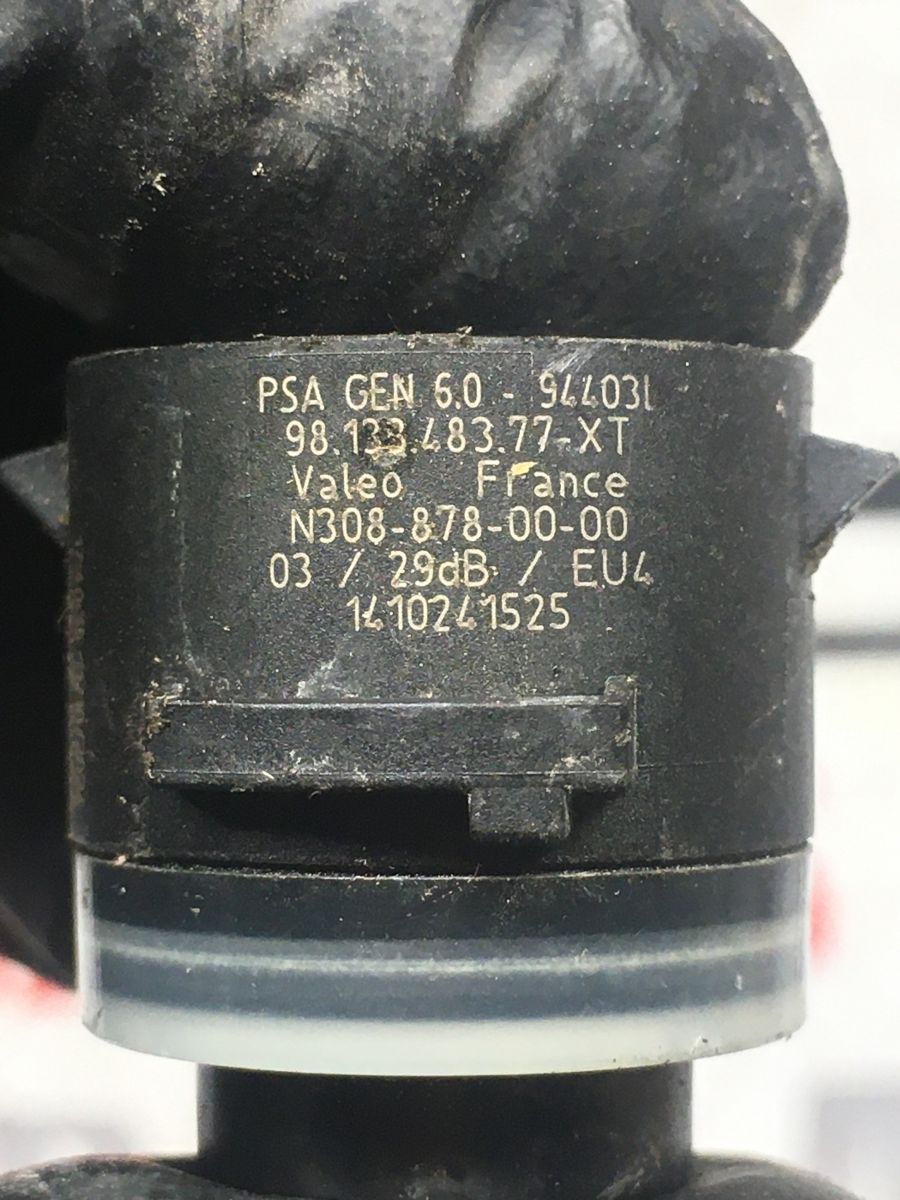 PSA GEN 6.0 - 94403L
98.133.483.77-XT
Valeo France
N308-878-00-00
03 / 29dB / EU4
1410241525